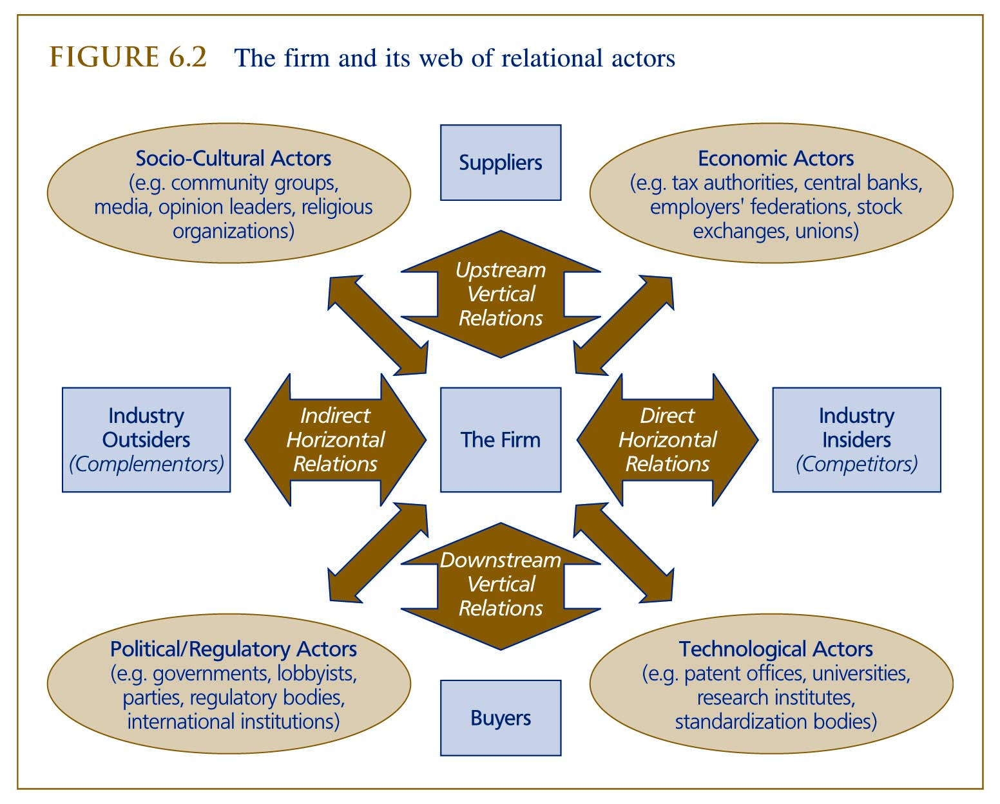 FIGURE 6.2 The firm and its web of relational actors
Socio-Cultural Actors
(e.g. community groups,
media, opinion leaders, religious
organizations)
Suppliers
Economic Actors
(e.g. tax authorities, central banks,
employers' federations, stock
exchanges, unions)
Upstream
Vertical
Relations
Industry
Outsiders
(Complementors)
Indirect
Horizontal
Relations
The Firm
Direct
Horizontal
Relations
Industry
Insiders
(Competitors)
Downstream
Vertical
Relations
Political/Regulatory Actors
(e.g. governments, lobbyists,
parties, regulatory bodies,
international institutions)
Buyers
Technological Actors
(e.g. patent offices, universities,
research institutes,
standardization bodies)